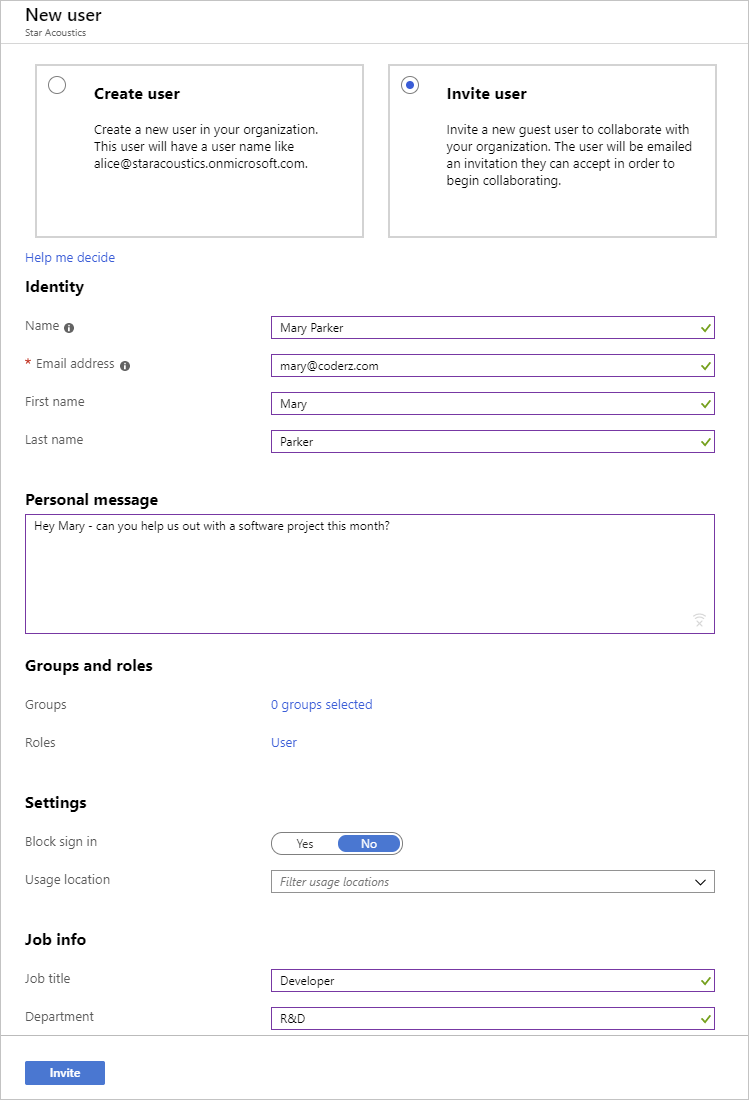 New user
Star Acoustics
Create user
Create a new user in your organization.
This user will have a user name like
alice@staracoustics.onmicrosoft.com.
Invite user
Invite a new guest user to collaborate with
your organization. The user will be emailed
an invitation they can accept in order to
begin collaborating.
Help me decide
Identity
Name Mary Parker
* Email address mary@coderz.com
First name Mary
Last name Parker
Personal message
Hey Mary - can you help us out with a software project this month?
Groups and roles
Groups 0 groups selected
Roles User
Settings
Block sign in Yes No
Usage location Filter usage locations
Job info
Job title Developer
Department R&D
Invite